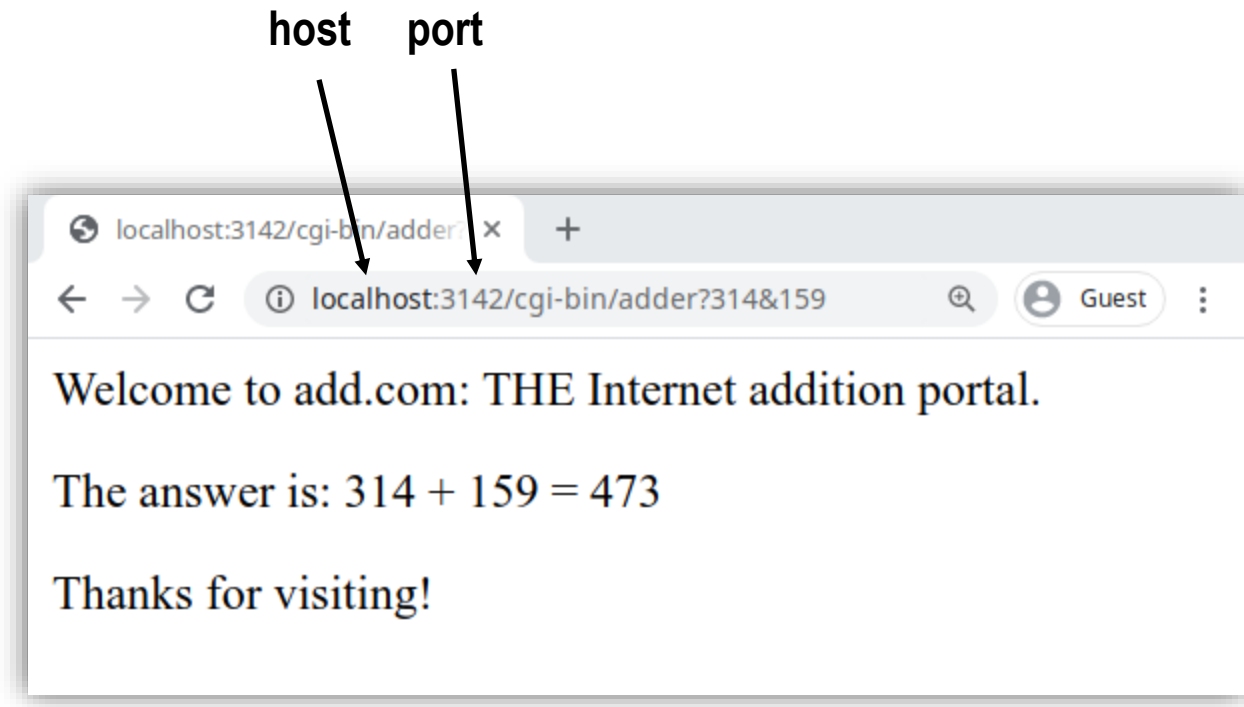 host port
localhost:3142/cgi-bin/adder?
localhost:3142/cgi-bin/adder?314&159 Guest
Welcome to add.com: THE Internet addition portal.
The answer is: 314 + 159 = 473
Thanks for visiting!